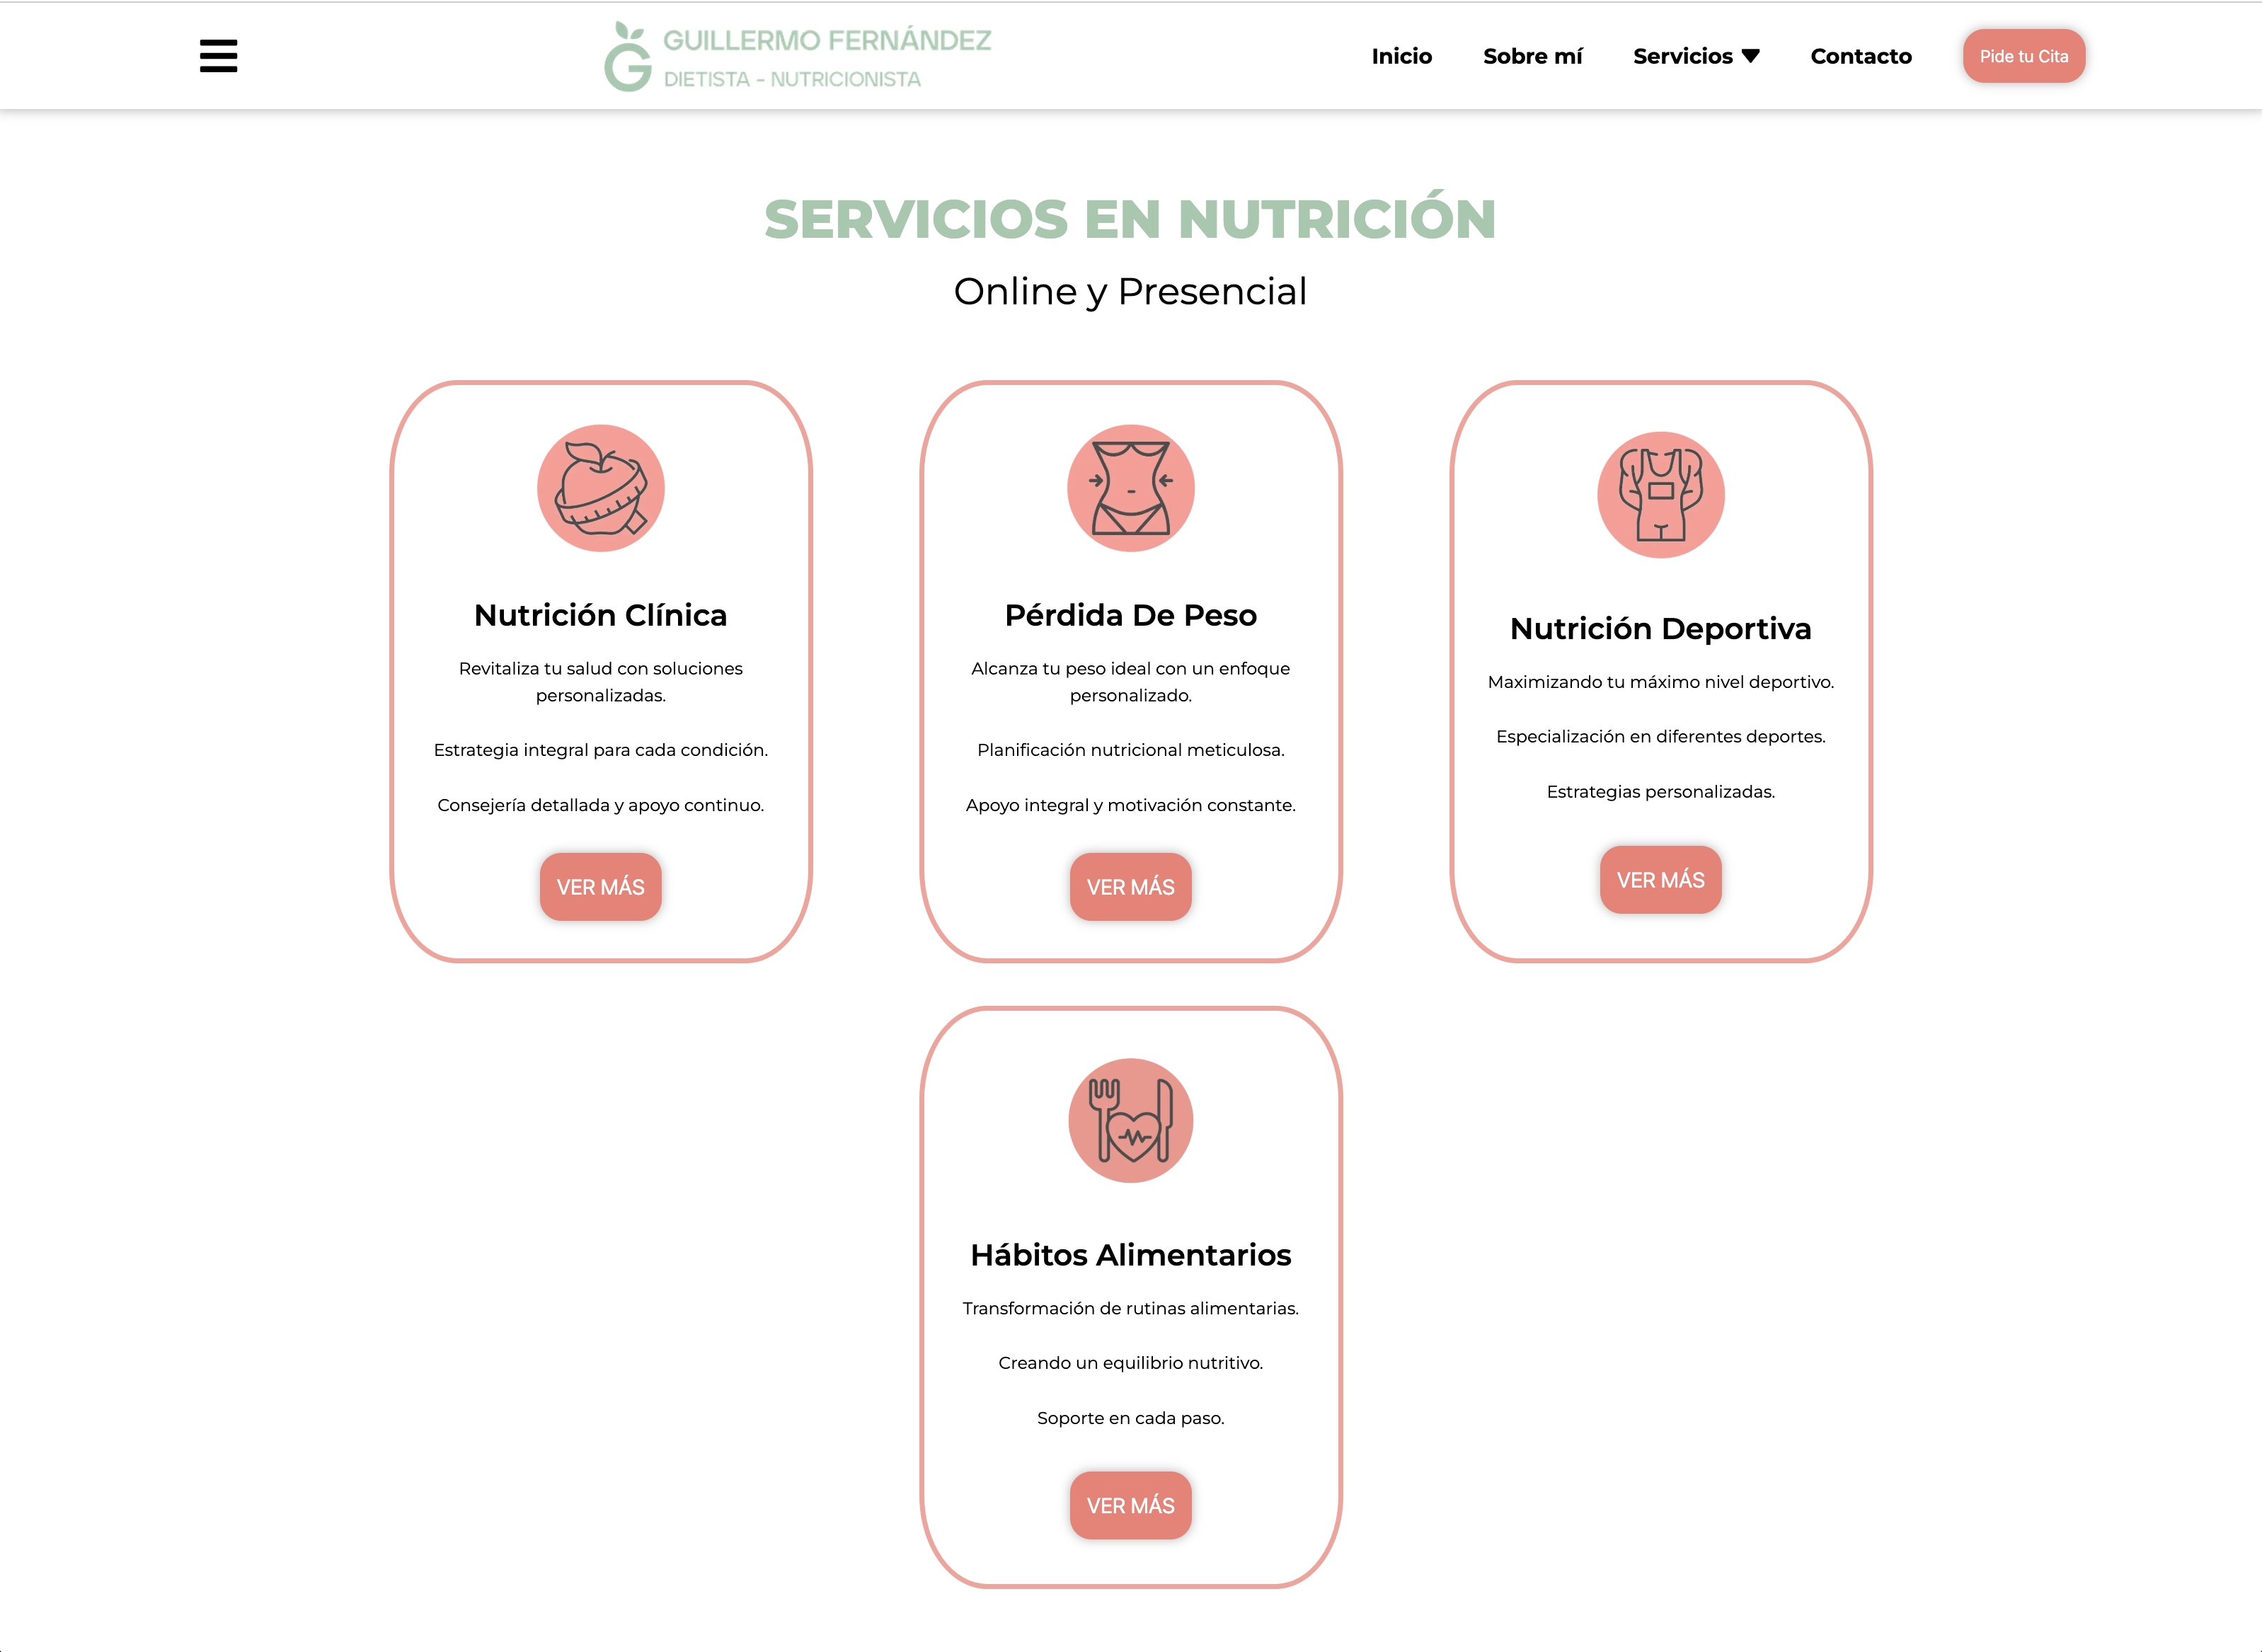 GUILLERMO FERNÁNDEZ
DIETISTA - NUTRICIONISTA
Inicio
Sobre mí
Servicios
Contacto
Pide tu Cita
SERVICIOS EN NUTRICIÓN
Online y Presencial
Nutrición Clínica
Revitaliza tu salud con soluciones
personalizadas.
Estrategia integral para cada condición.
Consejería detallada y apoyo continuo.
VER MÁS
Pérdida De Peso
Alcanza tu peso ideal con un enfoque
personalizado.
Planificación nutricional meticulosa.
Apoyo integral y motivación constante.
VER MÁS
Nutrición Deportiva
Maximizando tu máximo nivel deportivo.
Especialización en diferentes deportes.
Estrategias personalizadas.
VER MÁS
Hábitos Alimentarios
Transformación de rutinas alimentarias.
Creando un equilibrio nutritivo.
Soporte en cada paso.
VER MÁS